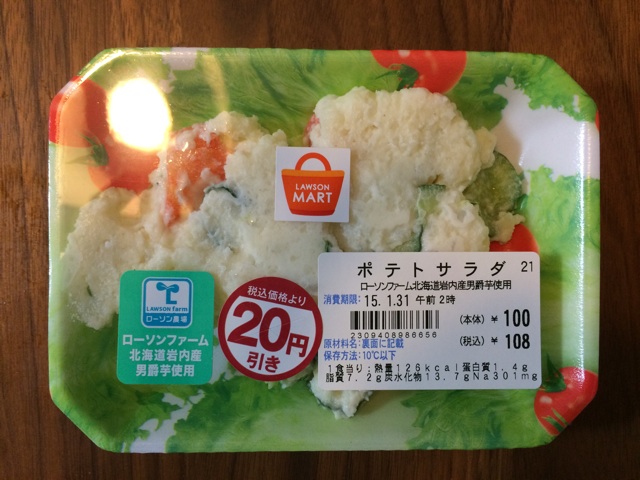 LAWSON
MART
ポテトサラダ 21
ローソンファーム北海道岩内産男爵芋使用
消費期限: 15. 1.31 午前 2時
(本体) ¥ 100
2309408986656
(税込) ¥ 108
原材料名:裏面に記載
保存方法:10℃以下
1食当り:熱量126kcal蛋白質1.4g
脂質7.2g炭水化物13.7gNa301mg
LAWSON farm
ローソン農場
ローソンファーム
北海道岩内産
男爵芋使用
税込価格より
20円
引き